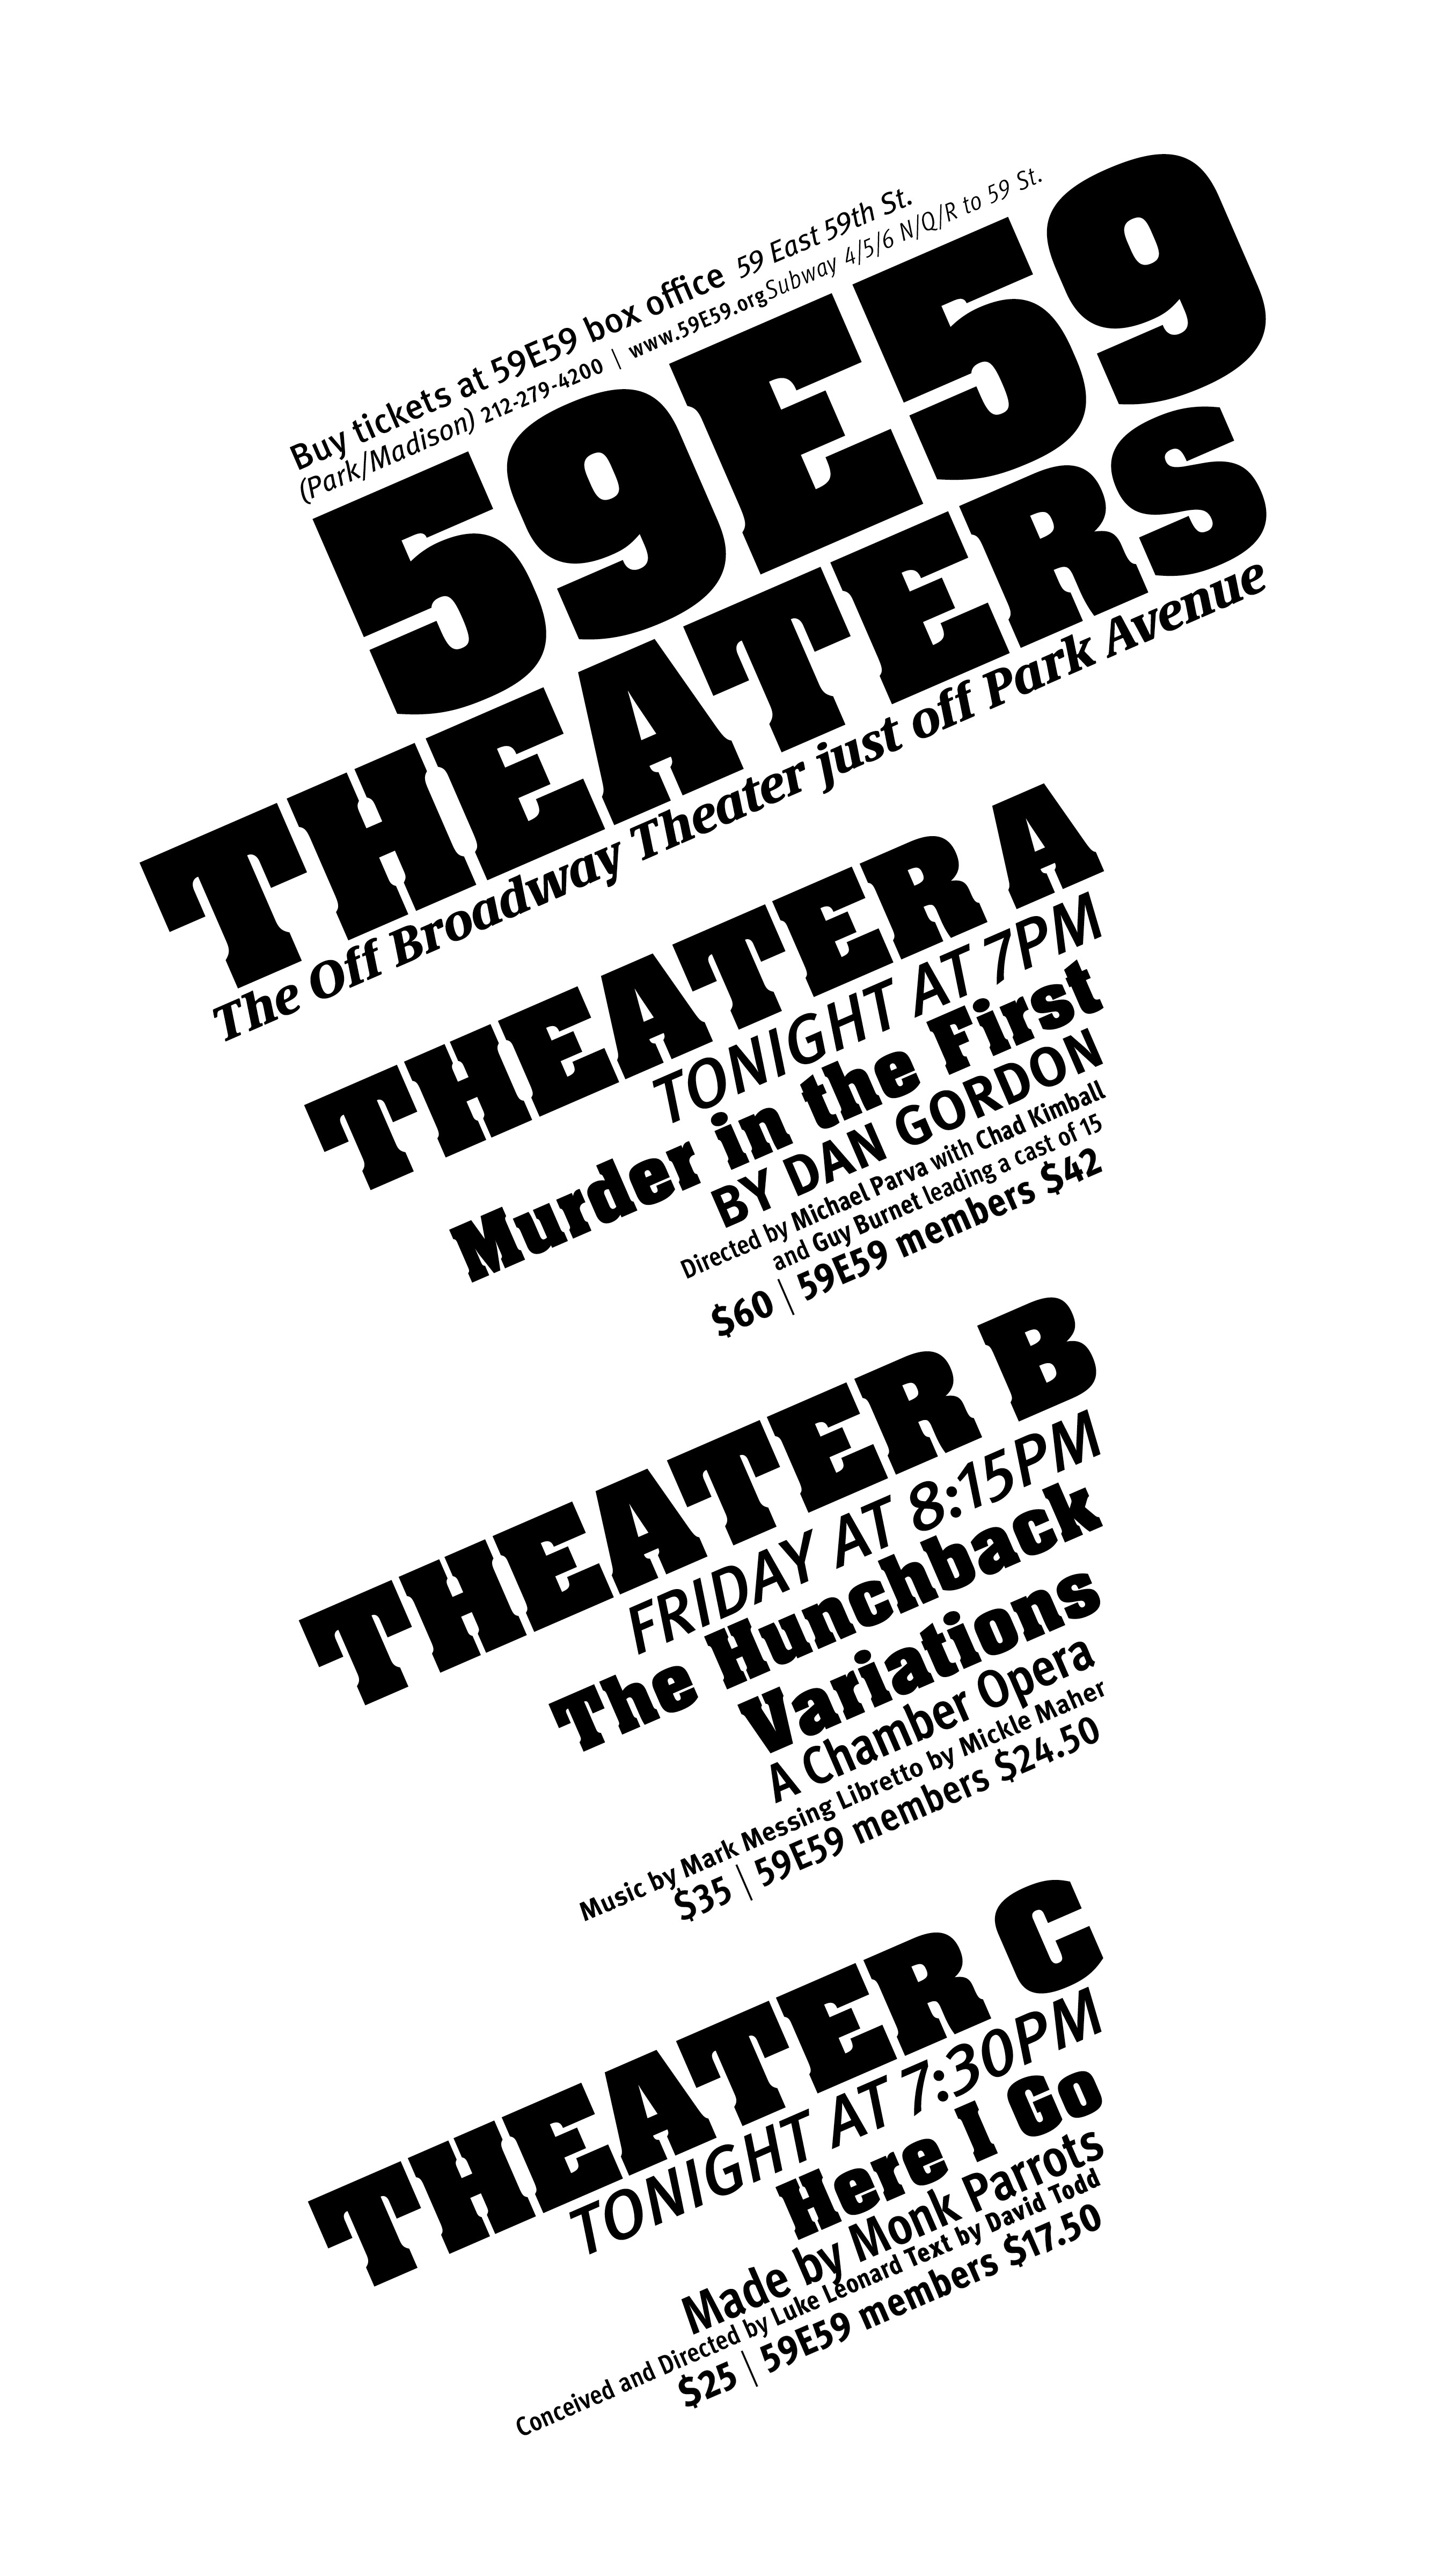 Buy tickets at 59E59 box office 59 East 59th St.
(Park/Madison) 212-279-4200 | www.59E59.orgSubway 4/5/6 N/Q/R to 59 St.
59E59
THEATERS
The Off Broadway Theater just off Park Avenue
THEATER A
TONIGHT AT 7PM
Murder in the First
BY DAN GORDON
Directed by Michael Parva with Chad Kimball
and Guy Burnet leading a cast of 15
$60 | 59E59 members $42
THEATER B
FRIDAY AT 8:15PM
The Hunchback
Variations
A Chamber Opera
Music by Mark Messing Libretto by Mickle Maher
$35 | 59E59 members $24.50
THEATER C
TONIGHT AT 7:30PM
Here I Go
Made by Monk Parrots
Conceived and Directed by Luke Leonard Text by David Todd
$25 | 59E59 members $17.50